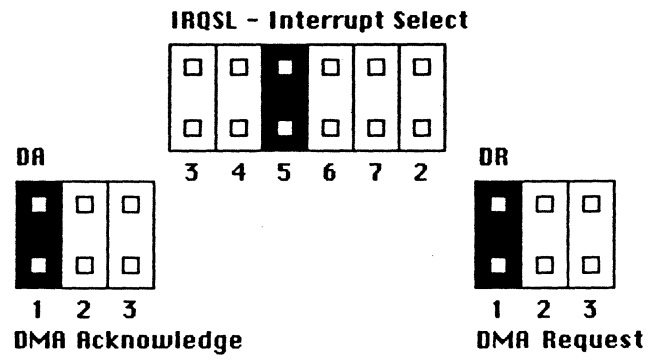 IRQSL - Interrupt Select
3 4 5 6 7 2
DA
1 2 3
DMA Acknowledge
DR
1 2 3
DMA Request